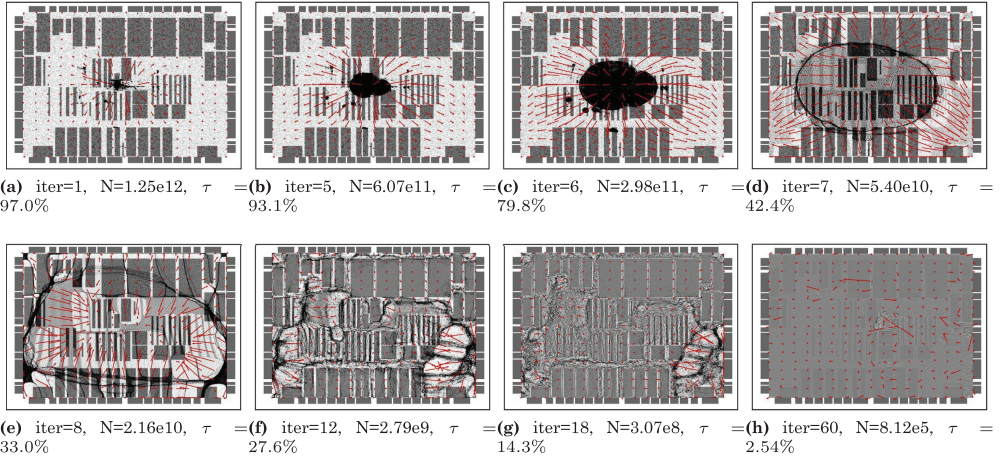 (a) iter=1, N=1.25e12, τ =
97.0%
(b) iter=5, N=6.07e11, τ =
93.1%
(c) iter=6, N=2.98e11, τ =
79.8%
(d) iter=7, N=5.40e10, τ =
42.4%
(e) iter=8, N=2.16e10, τ =
33.0%
(f) iter=12, N=2.79e9, τ =
27.6%
(g) iter=18, N=3.07e8, τ =
14.3%
(h) iter=60, N=8.12e5, τ =
2.54%